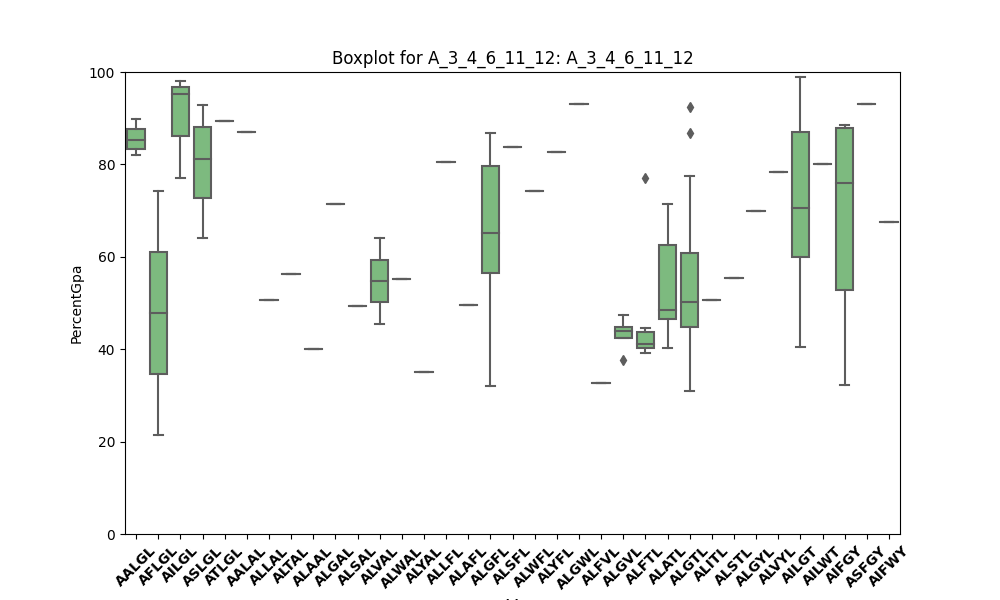 Boxplot for A_3_4_6_11_12: A_3_4_6_11_12
PercentGpa
100
80
60
40
20
0
AALGL
AFLGL
AILGL
ASLGL
ATLGL
AALAL
ALLAL
ALTAL
ALAAL
ALGAL
ALSAL
ALVAL
ALWAL
ALYAL
ALLFL
ALAFL
ALGFL
ALSFL
ALWFL
ALYFL
ALGWL
ALFVL
ALGVL
ALFTL
ALATL
ALGTL
ALITL
ALSTL
ALGYL
ALVYL
AILGT
AILWT
AIFGY
ASFGY
AIFWY